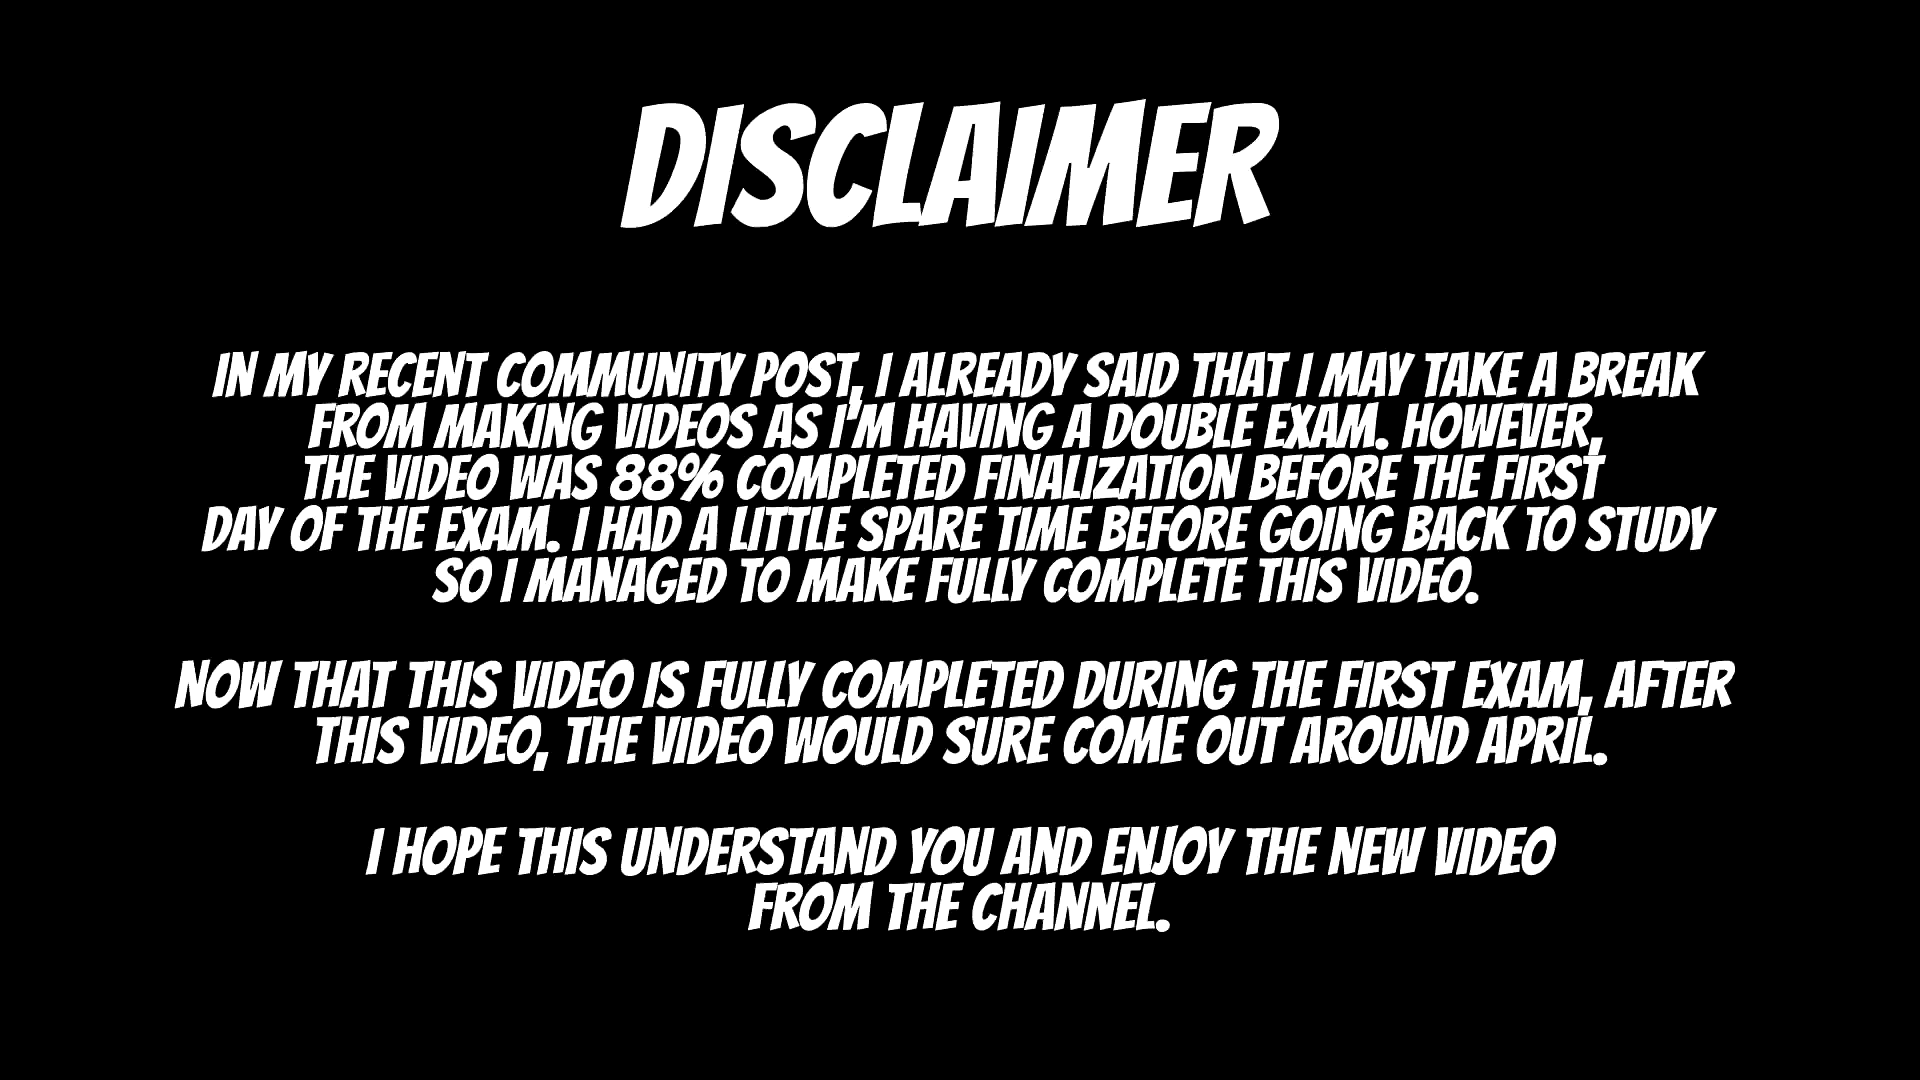 DISCLAIMER
IN MY RECENT COMMUNITY POST, I ALREADY SAID THAT I MAY TAKE A BREAK
FROM MAKING VIDEOS AS I'M HAVING A DOUBLE EXAM. HOWEVER,
THE VIDEO WAS 88% COMPLETED FINALIZATION BEFORE THE FIRST
DAY OF THE EXAM. I HAD A LITTLE SPARE TIME BEFORE GOING BACK TO STUDY
SO I MANAGED TO MAKE FULLY COMPLETE THIS VIDEO.
NOW THAT THIS VIDEO IS FULLY COMPLETED DURING THE FIRST EXAM, AFTER
THIS VIDEO, THE VIDEO WOULD SURE COME OUT AROUND APRIL.
I HOPE THIS UNDERSTAND YOU AND ENJOY THE NEW VIDEO
FROM THE CHANNEL.